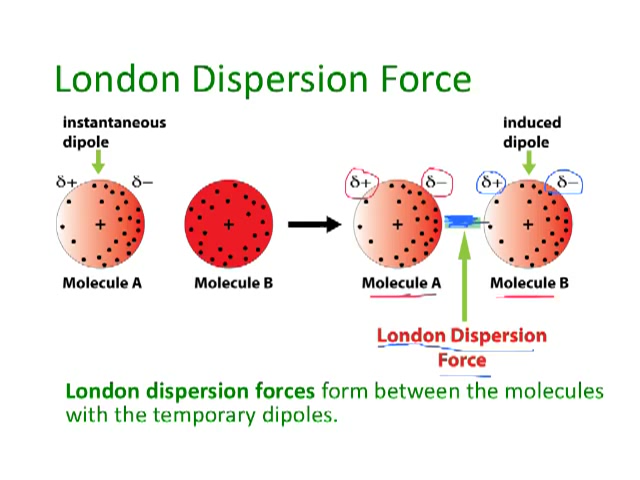 London Dispersion Force
instantaneous
dipole
induced
dipole
δ+ δ−
δ+ δ− δ+ δ−
+ + + +
Molecule A Molecule B Molecule A Molecule B
London Dispersion
Force
London dispersion forces form between the molecules
with the temporary dipoles.